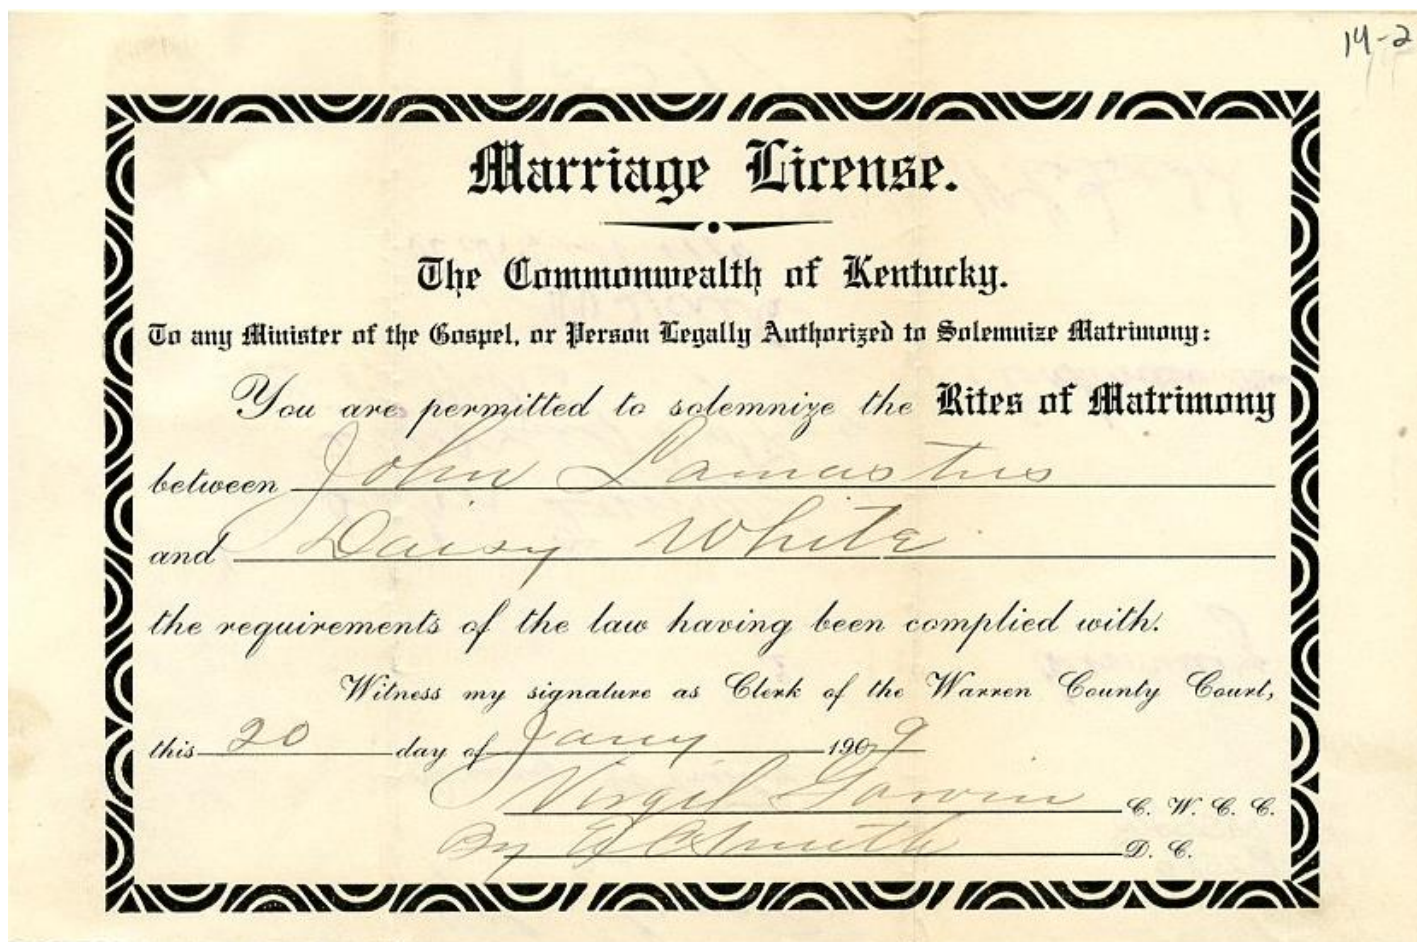 14-2
Marriage License.
The Commonwealth of Kentucky.
To any Minister of the Gospel, or Person Legally Authorized to Solemnize Matrimony:
You are permitted to solemnize the Rites of Matrimony
between John Lamastus
and Daisy White
the requirements of the law having been complied with.
Witness my signature as Clerk of the Warren County Court,
this 20 day of Jany 1909
Virgil Garvin C. W. C. C.
By Smith D. C.